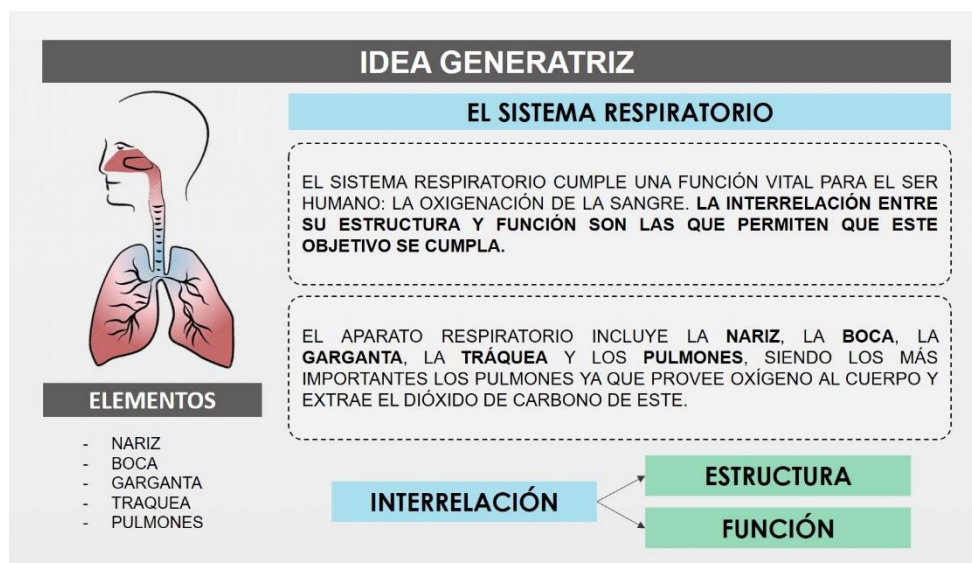 IDEA GENERATRIZ
EL SISTEMA RESPIRATORIO
EL SISTEMA RESPIRATORIO CUMPLE UNA FUNCIÓN VITAL PARA EL SER
HUMANO: LA OXIGENACIÓN DE LA SANGRE. LA INTERRELACIÓN ENTRE
SU ESTRUCTURA Y FUNCIÓN SON LAS QUE PERMITEN QUE ESTE
OBJETIVO SE CUMPLA.
EL APARATO RESPIRATORIO INCLUYE LA NARIZ, LA BOCA, LA
GARGANTA, LA TRÁQUEA Y LOS PULMONES, SIENDO LOS MÁS
IMPORTANTES LOS PULMONES YA QUE PROVEE OXÍGENO AL CUERPO Y
EXTRAE EL DIÓXIDO DE CARBONO DE ESTE.
ELEMENTOS
- NARIZ
- BOCA
- GARGANTA
- TRAQUEA
- PULMONES
INTERRELACIÓN
ESTRUCTURA
FUNCIÓN